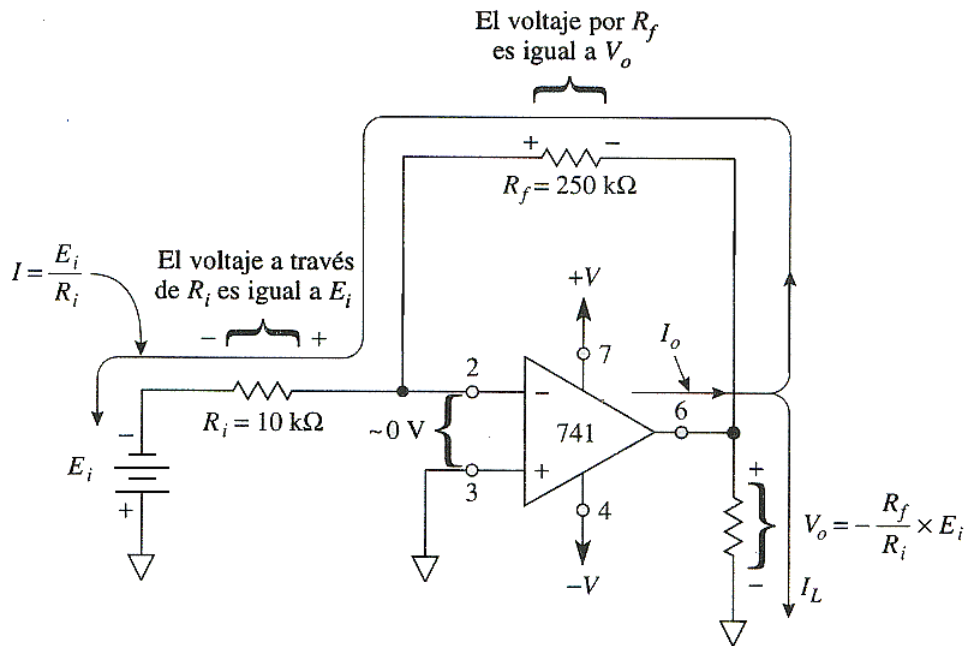 El voltaje por R_f
es igual a V_o
+ −
R_f = 250 kΩ
I = E_i / R_i
El voltaje a través
de R_i es igual a E_i
− +
+V
7
I_o
2
−
R_i = 10 kΩ
~0 V
741
6
−
E_i
+
3
+
4
−V
+
V_o = − R_f / R_i × E_i
−
I_L